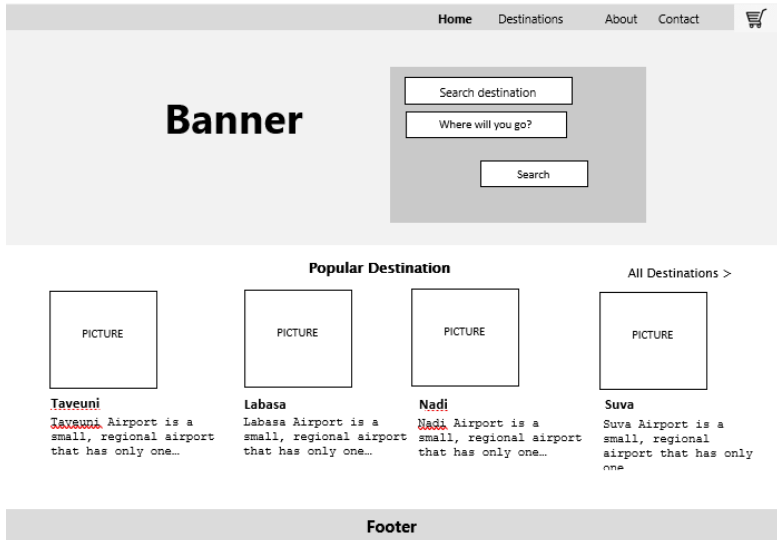 Home Destinations About Contact
Banner
Search destination
Where will you go?
Search
Popular Destination
All Destinations >
PICTURE
PICTURE
PICTURE
PICTURE
Taveuni
Taveuni Airport is a
small, regional airport
that has only one…
Labasa
Labasa Airport is a
small, regional airport
that has only one…
Nadi
Nadi Airport is a
small, regional airport
that has only one…
Suva
Suva Airport is a
small, regional
airport that has only
one
Footer